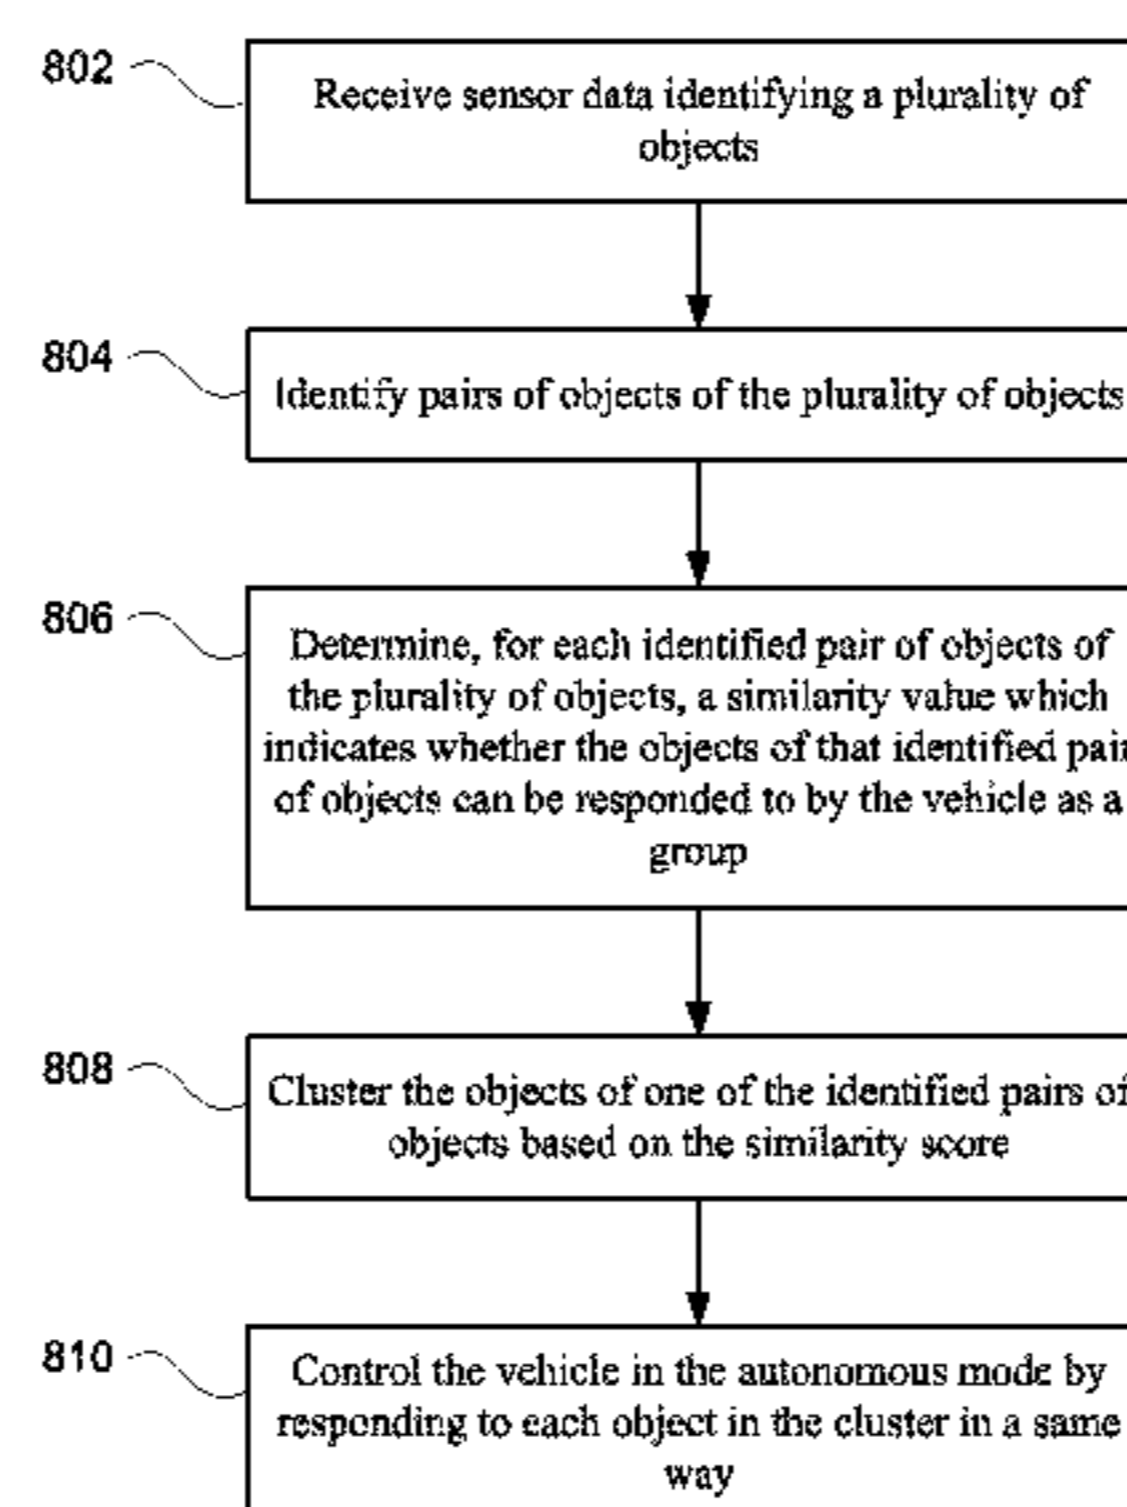 802
Receive sensor data identifying a plurality of
objects
804
Identify pairs of objects of the plurality of objects
806
Determine, for each identified pair of objects of
the plurality of objects, a similarity value which
indicates whether the objects of that identified pair
of objects can be responded to by the vehicle as a
group
808
Cluster the objects of one of the identified pairs of
objects based on the similarity score
810
Control the vehicle in the autonomous mode by
responding to each object in the cluster in a same
way